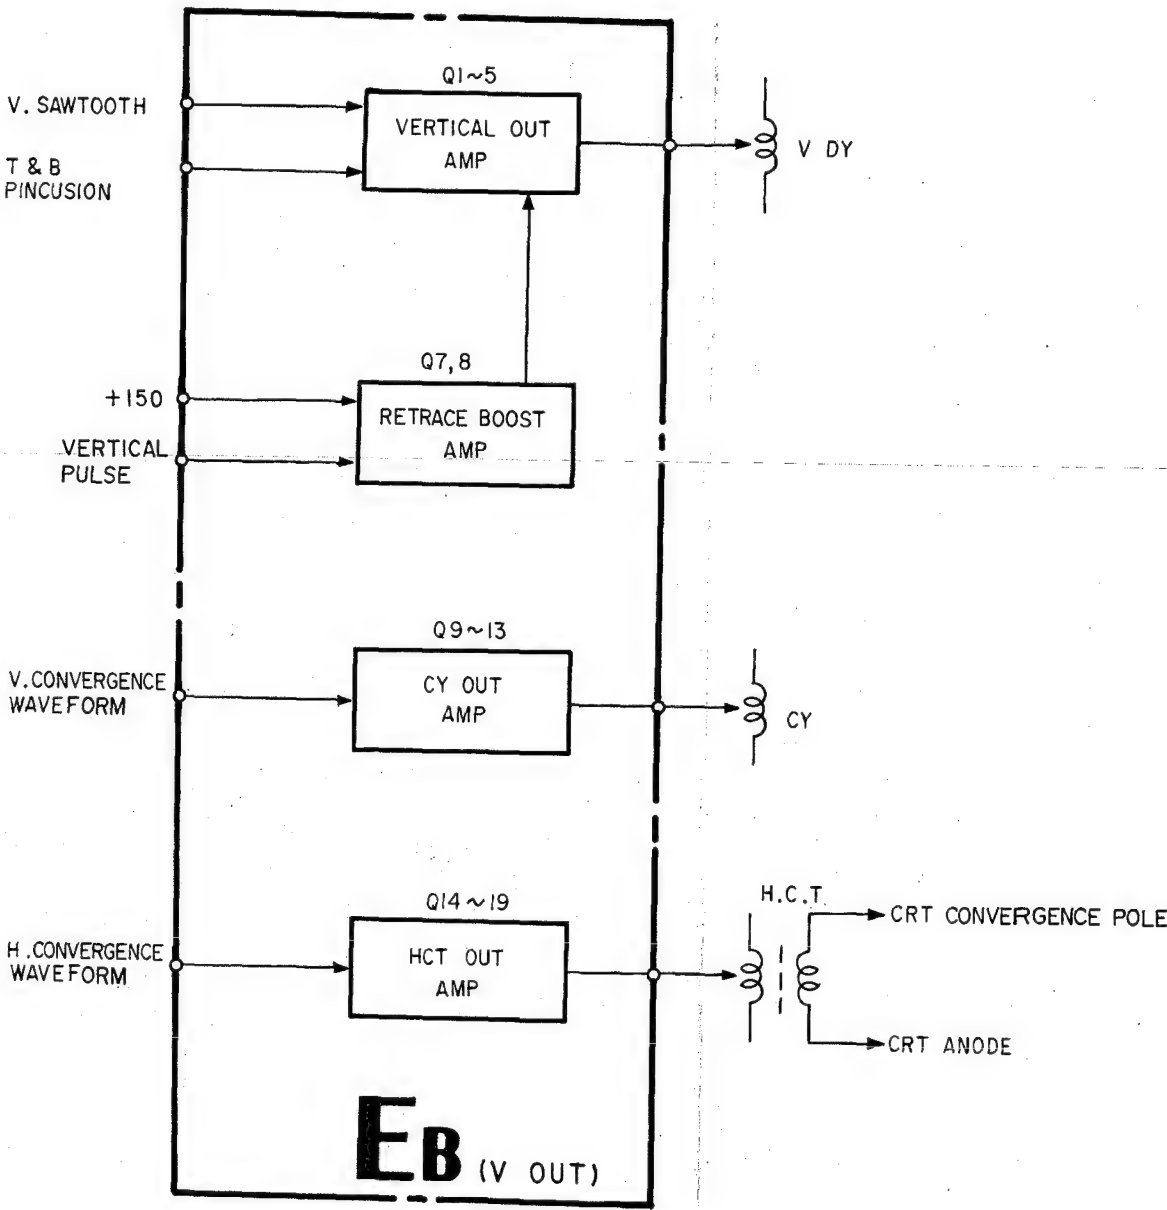 Q1~5
V. SAWTOOTH
VERTICAL OUT
AMP
V DY
T & B
PINCUSION
Q7, 8
+150
RETRACE BOOST
AMP
VERTICAL
PULSE
Q9~13
V. CONVERGENCE
WAVEFORM
CY OUT
AMP
CY
Q14~19
H.C.T.
CRT CONVERGENCE POLE
H. CONVERGENCE
WAVEFORM
HCT OUT
AMP
CRT ANODE
EB (V OUT)